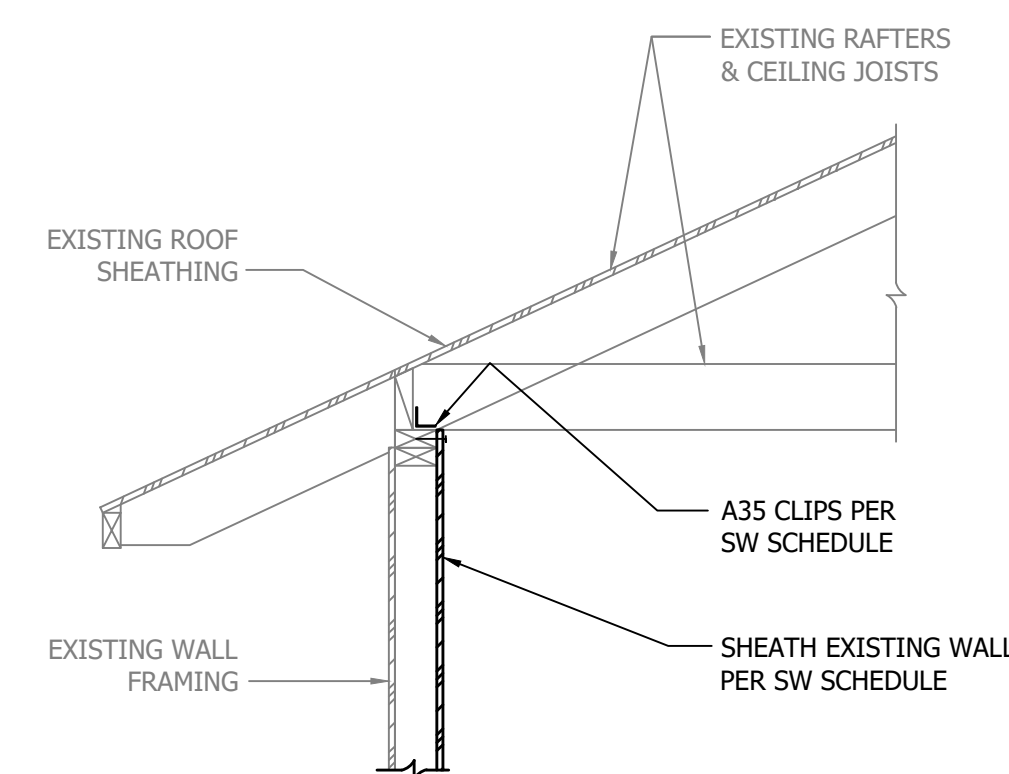 EXISTING RAFTERS
& CEILING JOISTS
EXISTING ROOF
SHEATHING
A35 CLIPS PER
SW SCHEDULE
EXISTING WALL
FRAMING
SHEATH EXISTING WALL
PER SW SCHEDULE